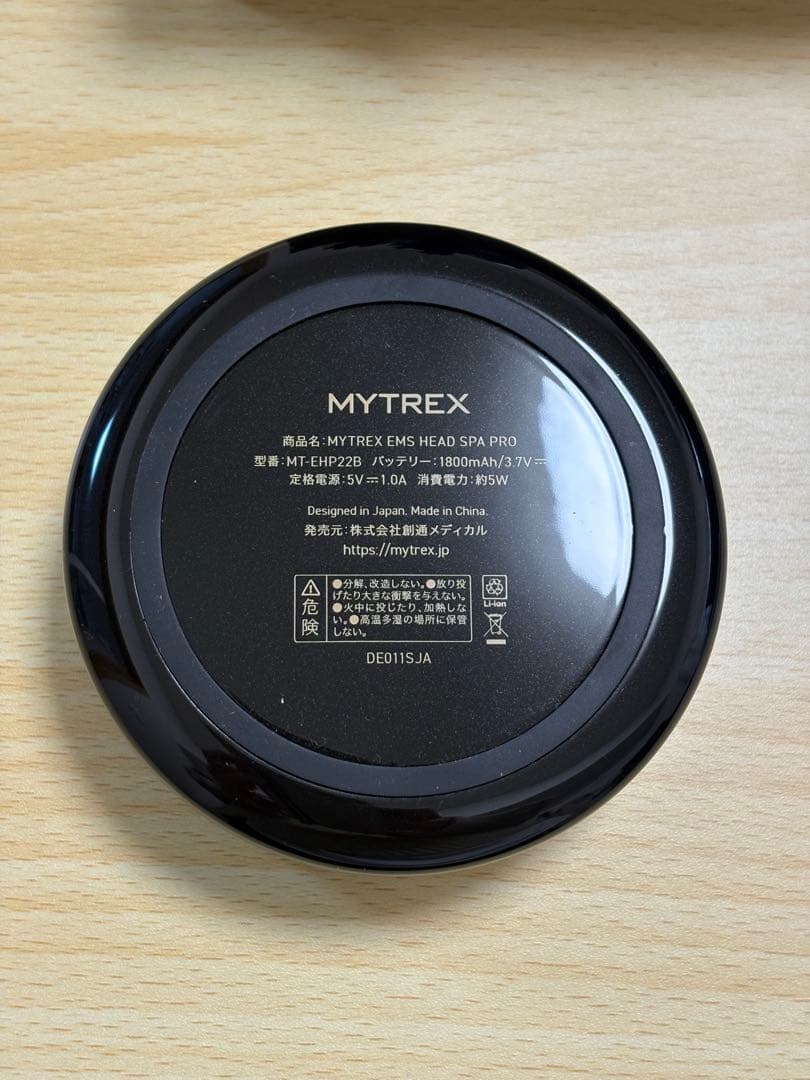 MYTREX
商品名:MYTREX EMS HEAD SPA PRO
型番:MT-EHP22B バッテリー:1800mAh/3.7V⎓
定格電源:5V⎓1.0A 消費電力:約5W
Designed in Japan. Made in China.
発売元:株式会社創通メディカル
https://mytrex.jp
⚠危険
●分解、改造しない。●放り投
げたり大きな衝撃を与えない。
●火中に投じたり、加熱しな
い。●高温多湿の場所に保管
しない。
Li-ion
DE011SJA